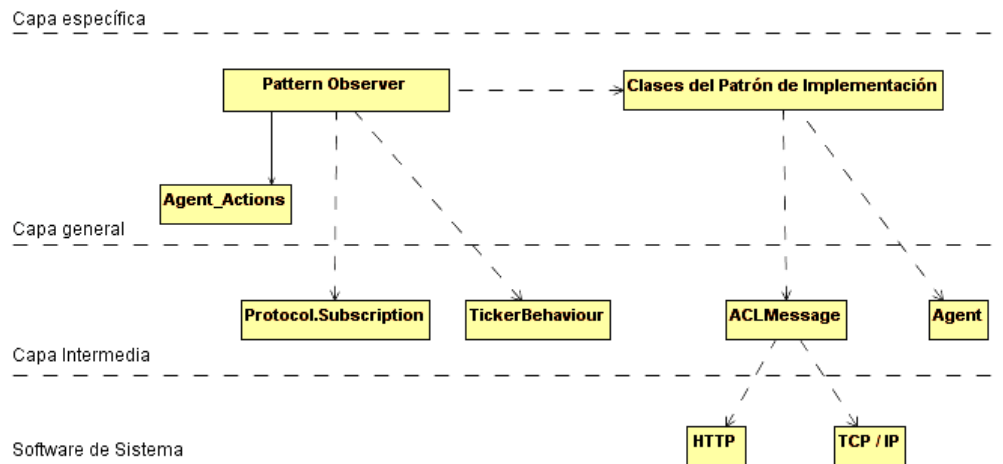 Capa específica
Pattern Observer
Clases del Patrón de Implementación
Agent_Actions
Capa general
Protocol.Subscription
TickerBehaviour
ACLMessage
Agent
Capa Intermedia
HTTP
TCP / IP
Software de Sistema